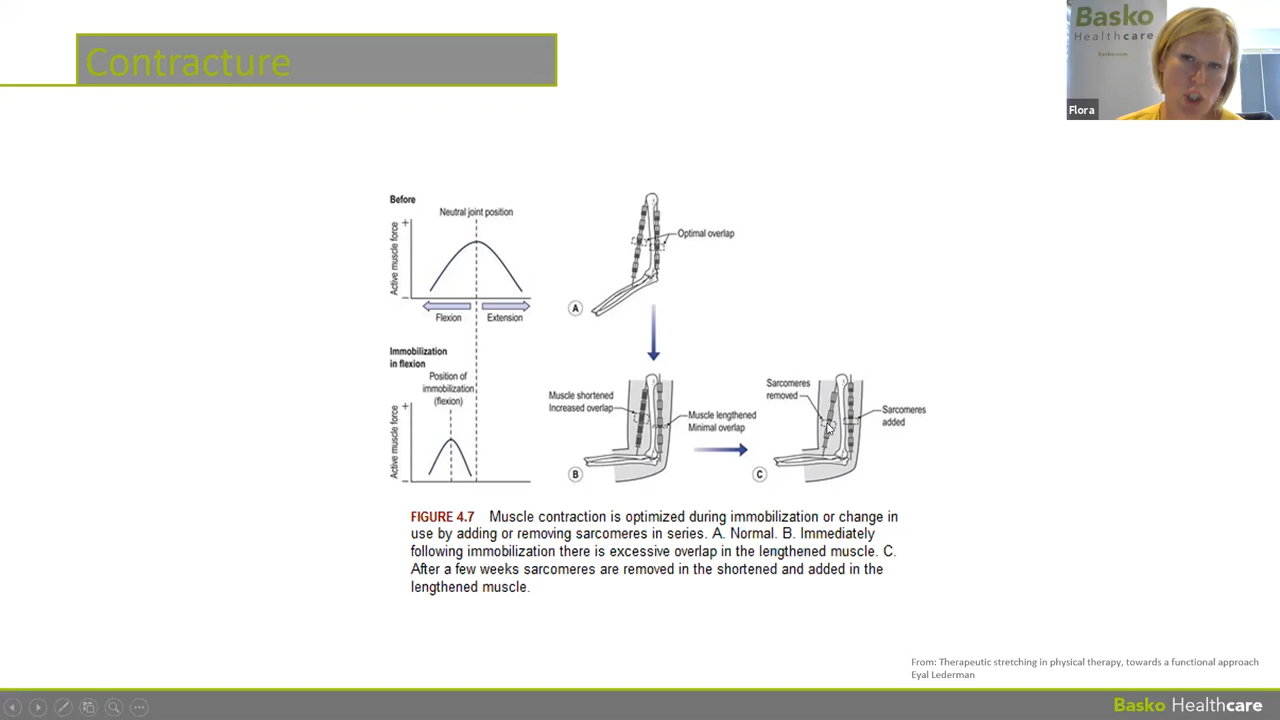 Contracture
Basko
Healthcare
basko.com
Flora
Before
Neutral joint position
+
Active muscle force
−
Flexion
Extension
Optimal overlap
A
Immobilization
in flexion
Position of
immobilization
(flexion)
+
Active muscle force
−
Muscle shortened
Increased overlap
Muscle lengthened
Minimal overlap
B
Sarcomeres
removed
Sarcomeres
added
C
FIGURE 4.7 Muscle contraction is optimized during immobilization or change in
use by adding or removing sarcomeres in series. A. Normal. B. Immediately
following immobilization there is excessive overlap in the lengthened muscle. C.
After a few weeks sarcomeres are removed in the shortened and added in the
lengthened muscle.
From: Therapeutic stretching in physical therapy, towards a functional approach
Eyal Lederman
Basko Healthcare